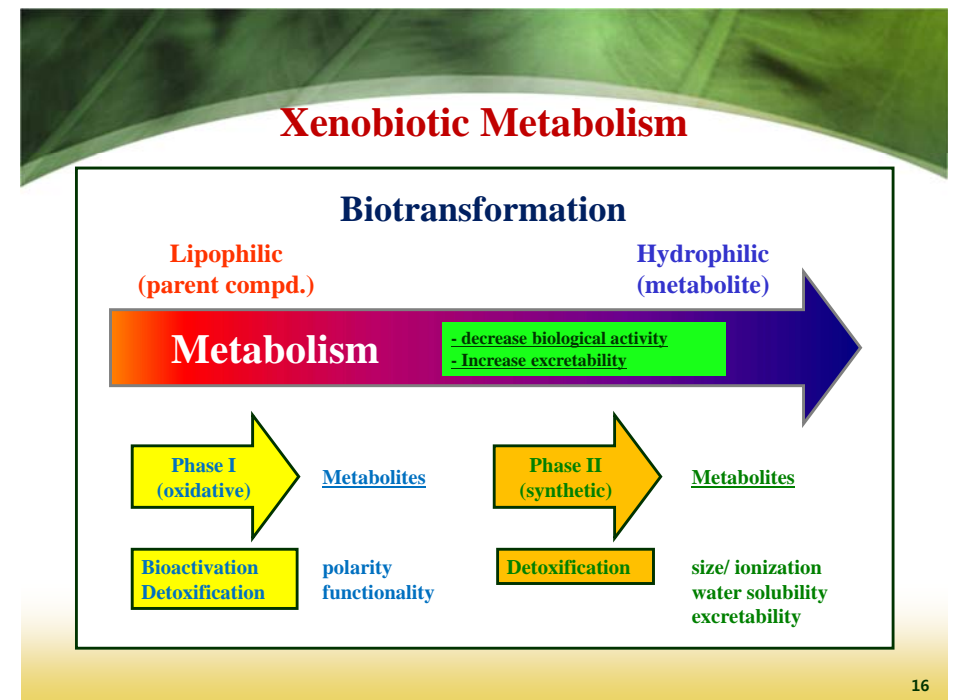 Xenobiotic Metabolism
Biotransformation
Lipophilic
(parent compd.)
Hydrophilic
(metabolite)
Metabolism
- decrease biological activity
- Increase excretability
Phase I
(oxidative)
Metabolites
Phase II
(synthetic)
Metabolites
Bioactivation
Detoxification
polarity
functionality
Detoxification
size/ ionization
water solubility
excretability
16